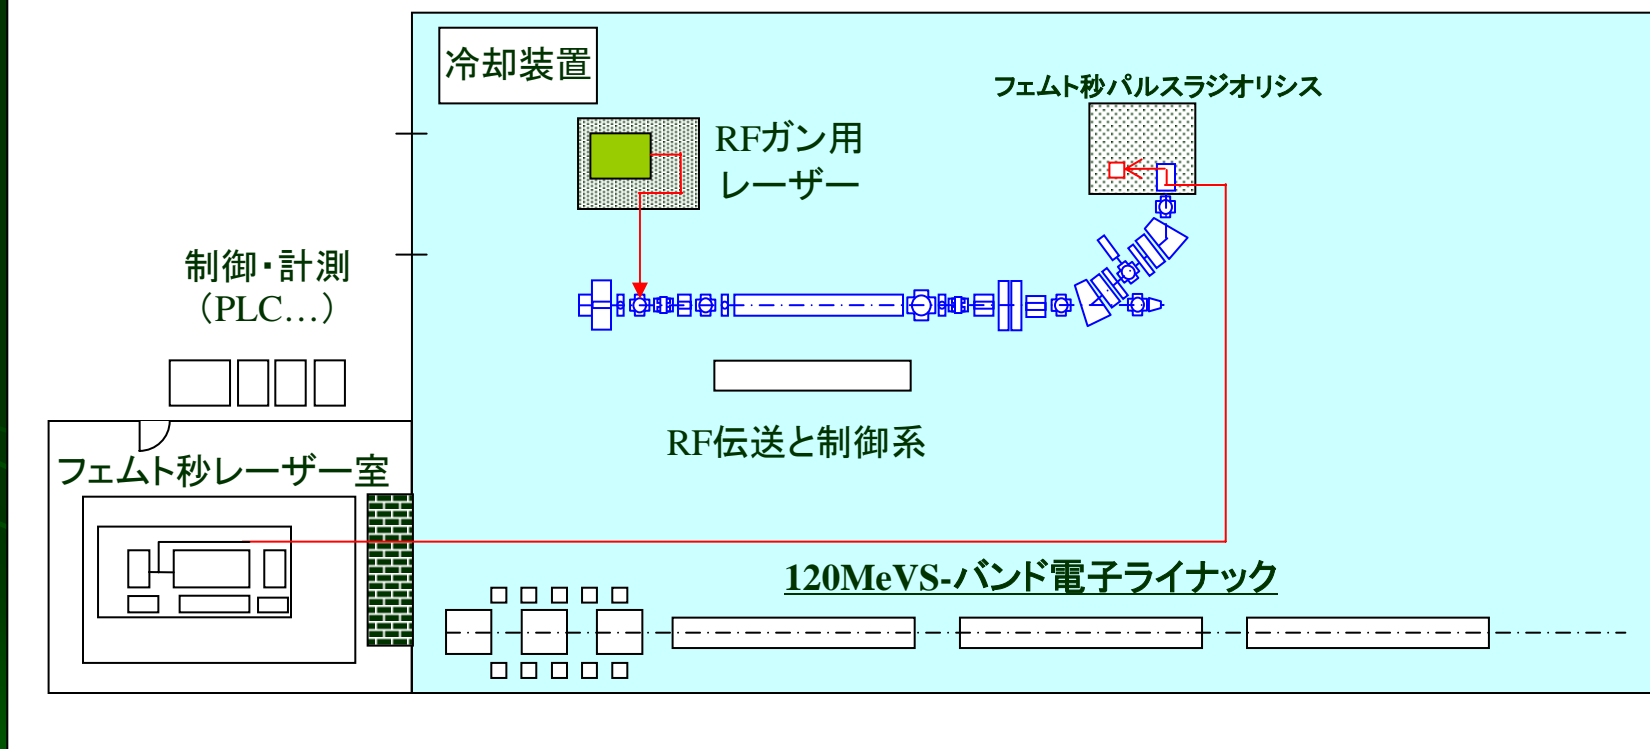 冷却装置
フェムト秒パルスラジオリシス
RFガン用
レーザー
制御・計測
（PLC…）
RF伝送と制御系
フェムト秒レーザー室
120MeVS-バンド電子ライナック